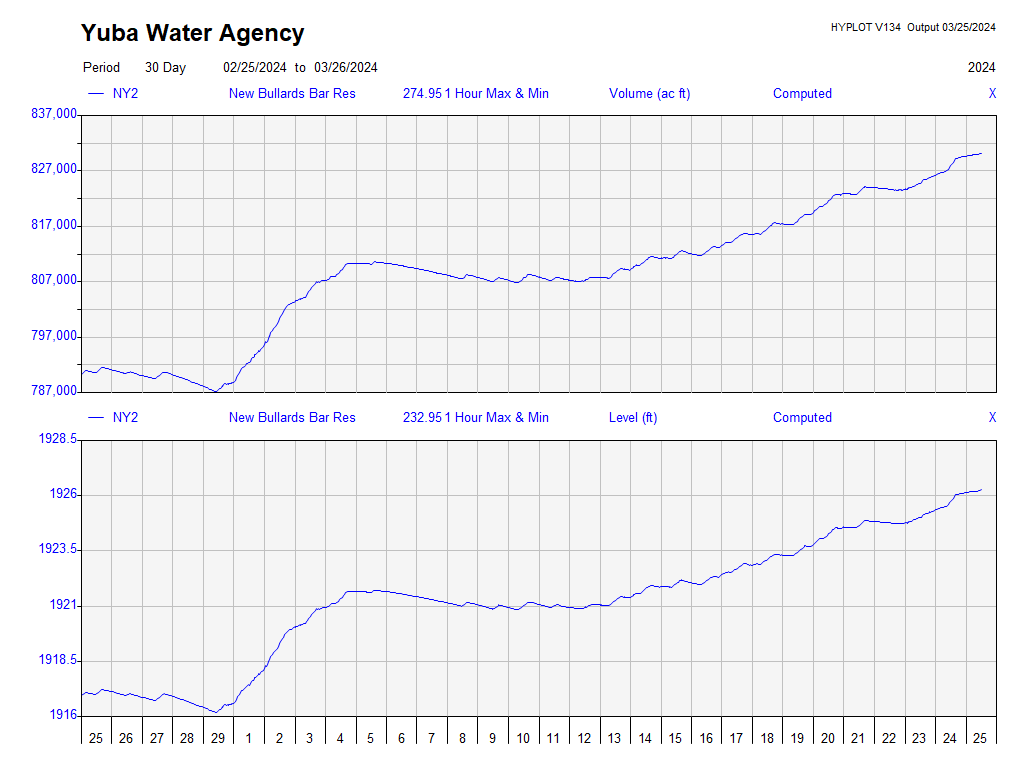 Yuba Water Agency
HYPLOT V134 Output 03/25/2024
Period 30 Day 02/25/2024 to 03/26/2024 2024
NY2 New Bullards Bar Res 274.95 1 Hour Max & Min Volume (ac ft) Computed X
837,000
827,000
817,000
807,000
797,000
787,000
NY2 New Bullards Bar Res 232.95 1 Hour Max & Min Level (ft) Computed X
1928.5
1926
1923.5
1921
1918.5
1916
25 26 27 28 29 1 2 3 4 5 6 7 8 9 10 11 12 13 14 15 16 17 18 19 20 21 22 23 24 25